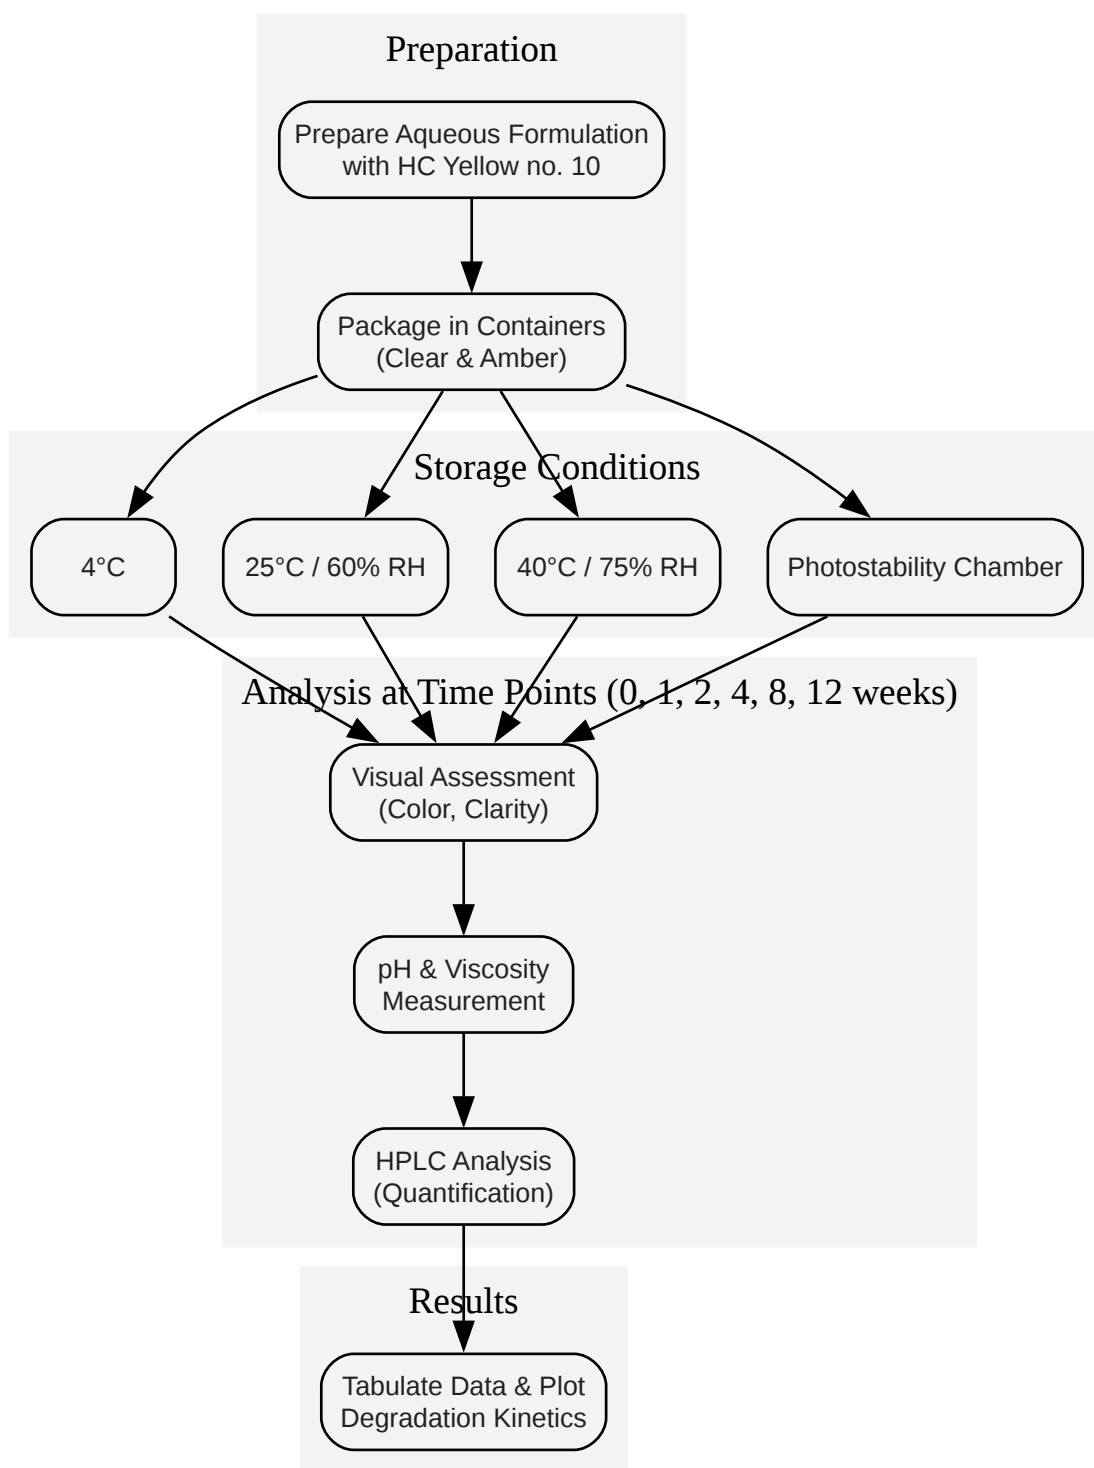 Preparation
Prepare Aqueous Formulation
with HC Yellow no. 10
Package in Containers
(Clear & Amber)
Storage Conditions
4°C
25°C / 60% RH
40°C / 75% RH
Photostability Chamber
Analysis at Time Points (0, 1, 2, 4, 8, 12 weeks)
Visual Assessment
(Color, Clarity)
pH & Viscosity
Measurement
HPLC Analysis
(Quantification)
Results
Tabulate Data & Plot
Degradation Kinetics